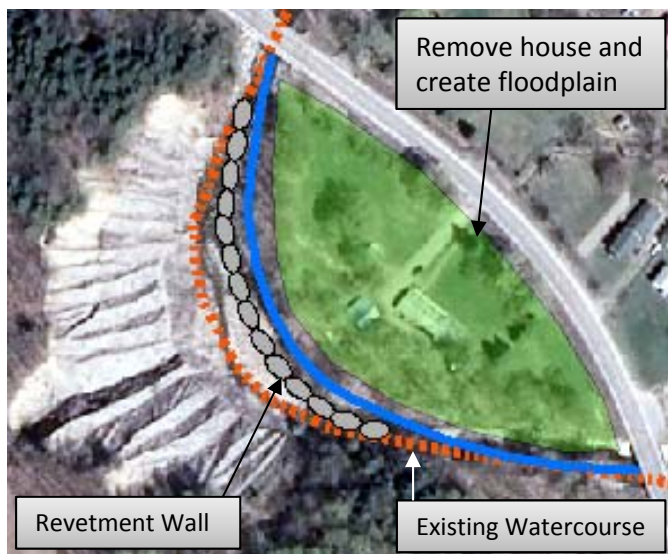 Remove house and
create floodplain
Revetment Wall
Existing Watercourse